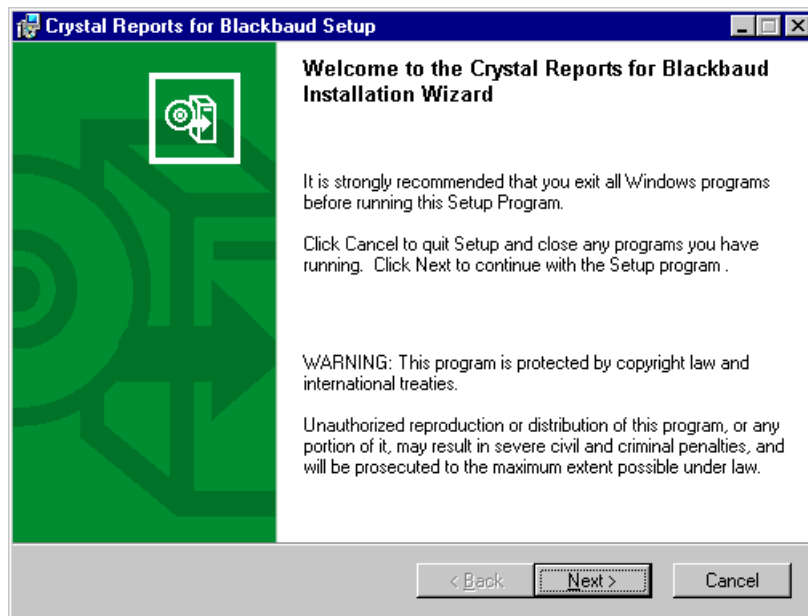 Crystal Reports for Blackbaud Setup
Welcome to the Crystal Reports for Blackbaud
Installation Wizard
It is strongly recommended that you exit all Windows programs
before running this Setup Program.
Click Cancel to quit Setup and close any programs you have
running.  Click Next to continue with the Setup program .
WARNING: This program is protected by copyright law and
international treaties.
Unauthorized reproduction or distribution of this program, or any
portion of it, may result in severe civil and criminal penalties, and
will be prosecuted to the maximum extent possible under law.
< Back
Next >
Cancel